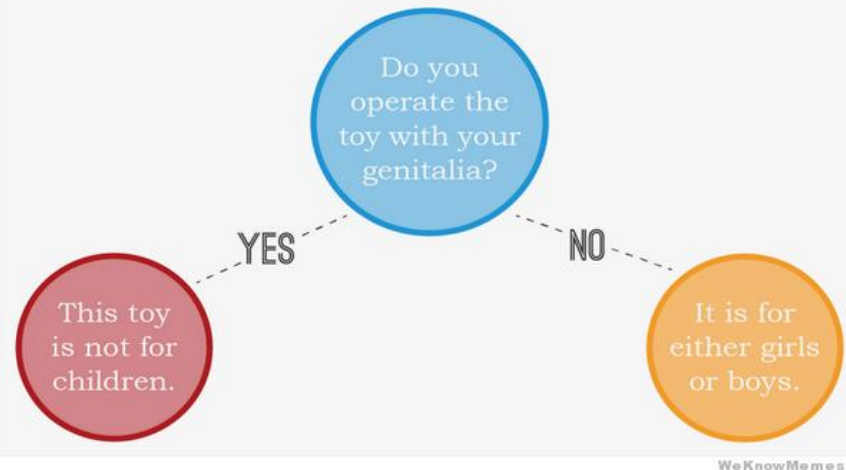 Do you
operate the
toy with your
genitalia?
YES
NO
This toy
is not for
children.
It is for
either girls
or boys.
WeKnowMemes